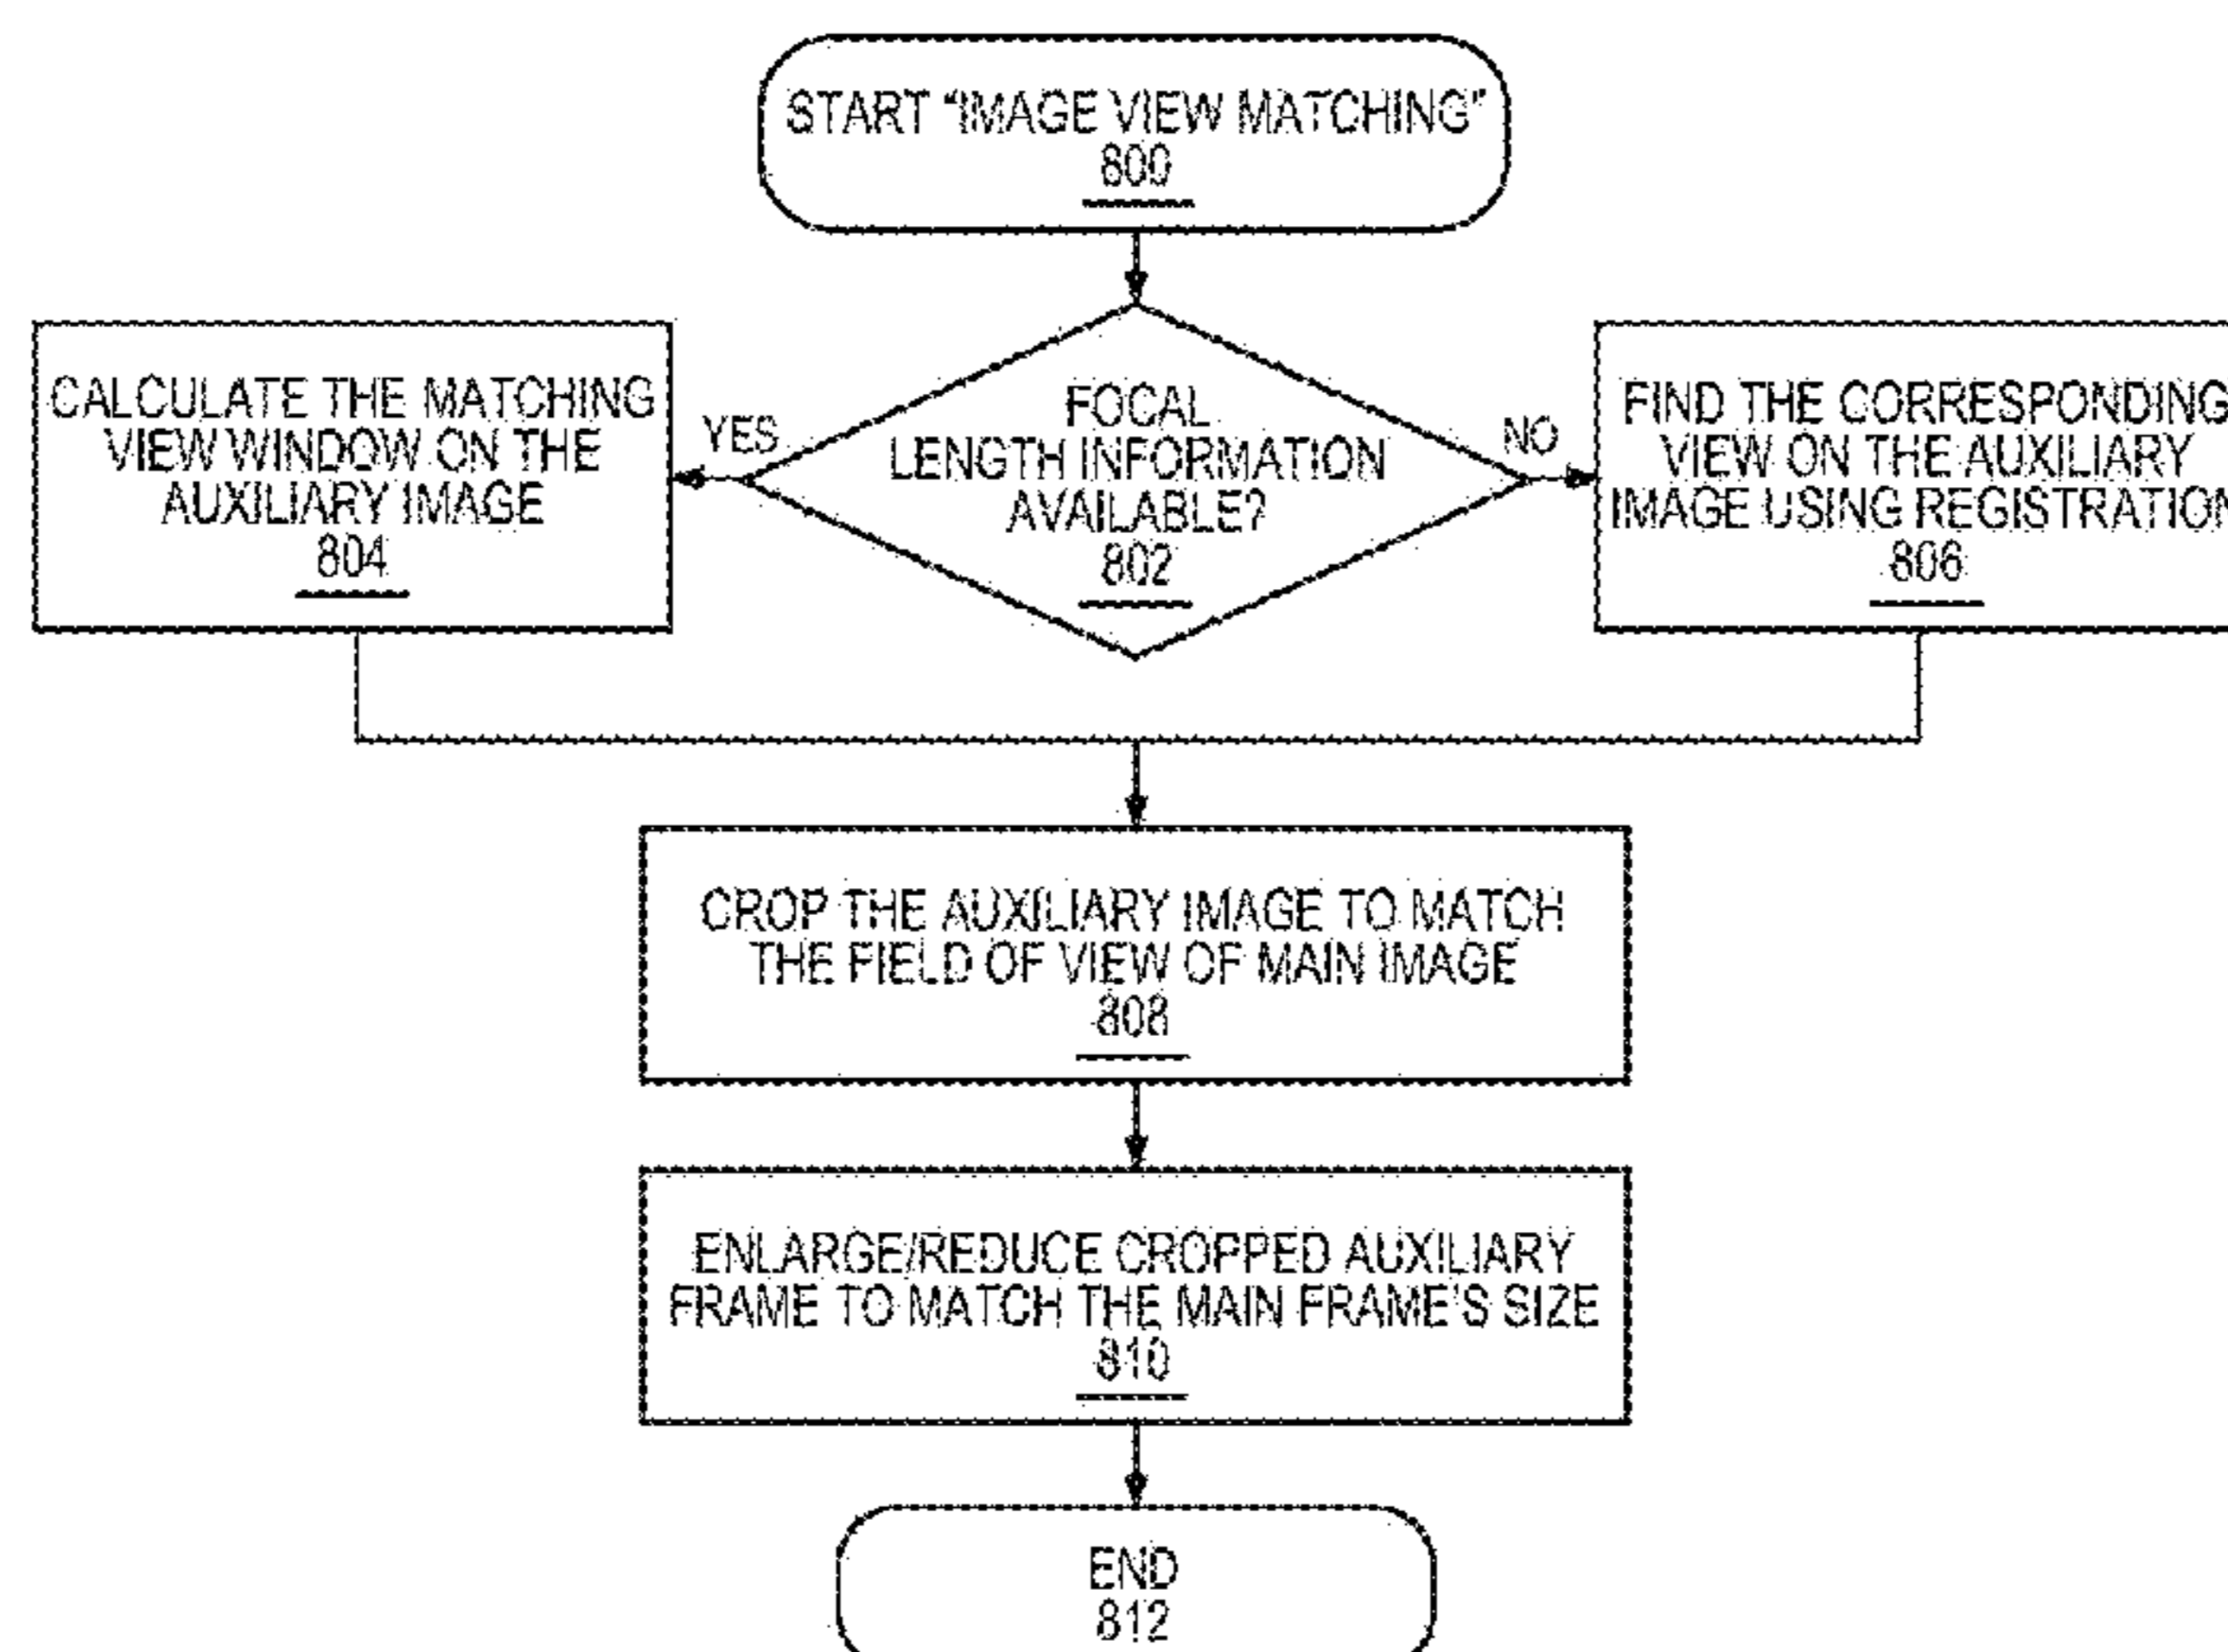 START "IMAGE VIEW MATCHING"
800
CALCULATE THE MATCHING
VIEW WINDOW ON THE
AUXILIARY IMAGE
804
YES
FOCAL
LENGTH INFORMATION
AVAILABLE?
802
NO
FIND THE CORRESPONDING
VIEW ON THE AUXILIARY
IMAGE USING REGISTRATION
806
CROP THE AUXILIARY IMAGE TO MATCH
THE FIELD OF VIEW OF MAIN IMAGE
808
ENLARGE/REDUCE CROPPED AUXILIARY
FRAME TO MATCH THE MAIN FRAME'S SIZE
810
END
812